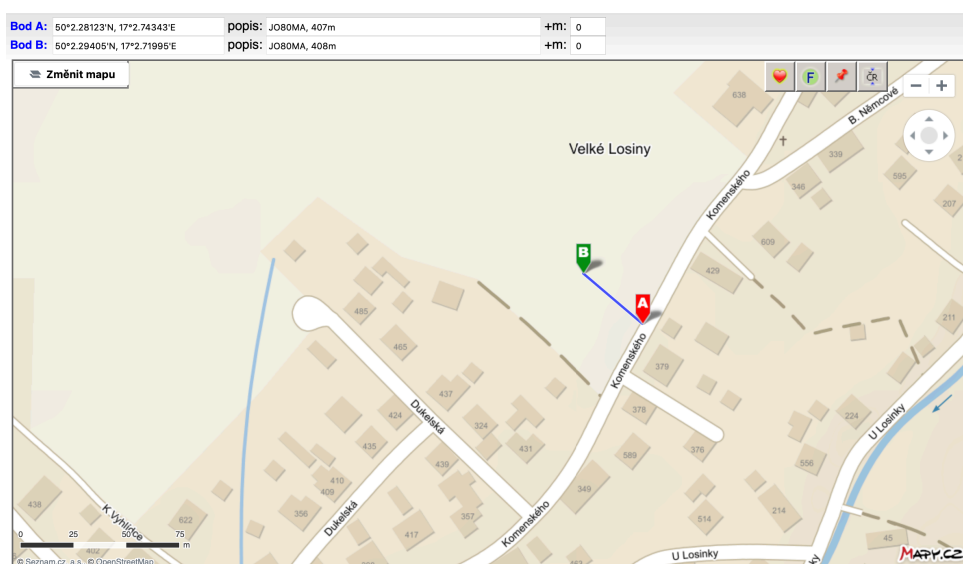 Bod A: 50°2.28123'N, 17°2.74343'E popis: JO80MA, 407m +m: 0
Bod B: 50°2.29405'N, 17°2.71995'E popis: JO80MA, 408m +m: 0
Změnit mapu
F
ČR
− +
638
B. Němcové
Velké Losiny
339
2
595
346
Komenského
207
609
B
429
A
485
211
465
Komenského
379
437
Dukelská
424
378
224
U Losinky
324
435
431
376
439
589
556
410
409
349
438
K Vyhlídce
622
356
Dukelská
357
514
214
417
Komenského
0 25 50 75 m
45
402
U Losinky
© Seznam.cz, a.s., © OpenStreetMap
MAPY.CZ